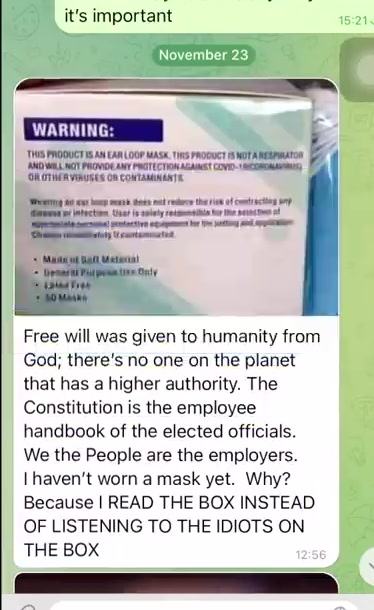 it's important
15:21
November 23
WARNING:
THIS PRODUCT IS AN EAR LOOP MASK. THIS PRODUCT IS NOT A RESPIRATOR
AND WILL NOT PROVIDE ANY PROTECTION AGAINST COVID-19(CORONAVIRUS)
OR OTHER VIRUSES OR CONTAMINANTS.
Wearing an ear loop mask does not reduce the risk of contracting any
disease or infection. User is solely responsible for the selection of
appropriate personal protective equipment for the setting and application
Change immediately if contaminated.
• Made of Soft Material
• General Purpose Use Only
• Latex Free
• 50 Masks
Free will was given to humanity from
God; there's no one on the planet
that has a higher authority. The
Constitution is the employee
handbook of the elected officials.
We the People are the employers.
I haven't worn a mask yet.  Why?
Because I READ THE BOX INSTEAD
OF LISTENING TO THE IDIOTS ON
THE BOX
12:56